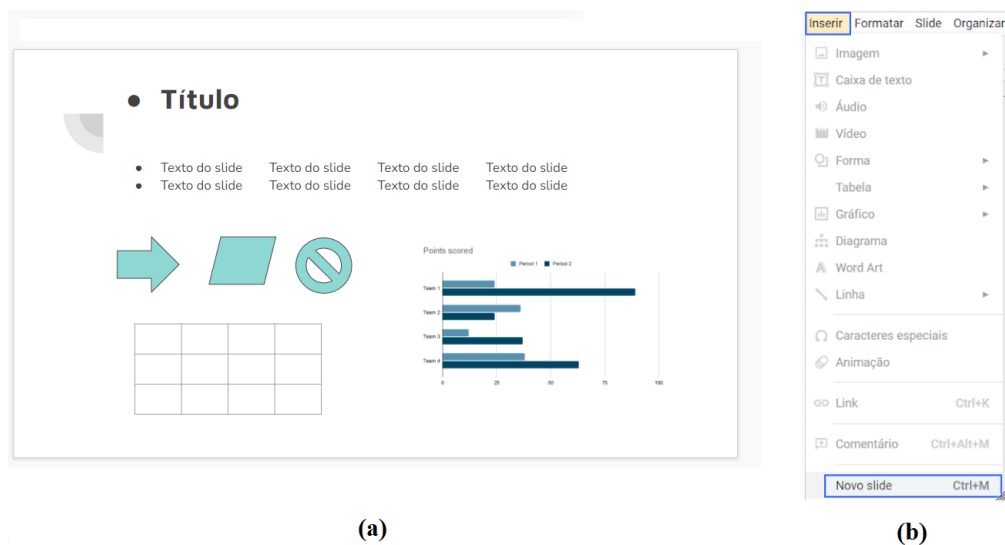 Título
Texto do slide Texto do slide Texto do slide Texto do slide
Texto do slide Texto do slide Texto do slide Texto do slide
Points scored
Period 1 Period 2
Team 1
Team 2
Team 3
Team 4
0 25 50 75 100
(a)
Inserir Formatar Slide Organizar
Imagem
Caixa de texto
Áudio
Vídeo
Forma
Tabela
Gráfico
Diagrama
Word Art
Linha
Caracteres especiais
Animação
Link Ctrl+K
Comentário Ctrl+Alt+M
Novo slide Ctrl+M
(b)